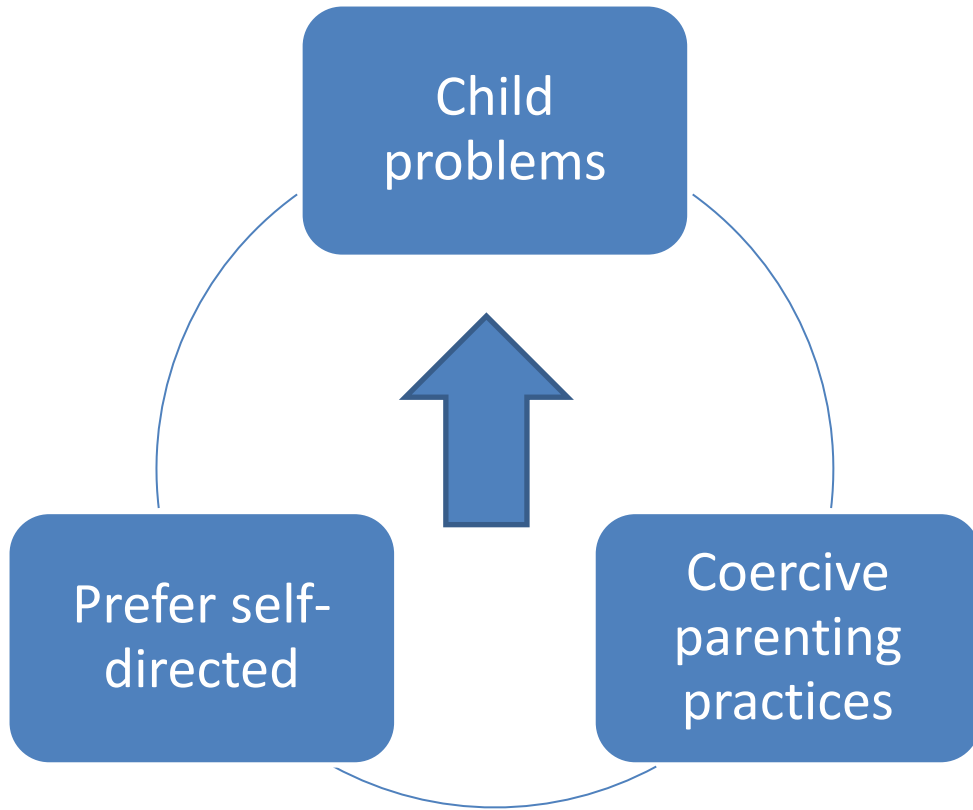 Child
problems
Prefer self-
directed
Coercive
parenting
practices